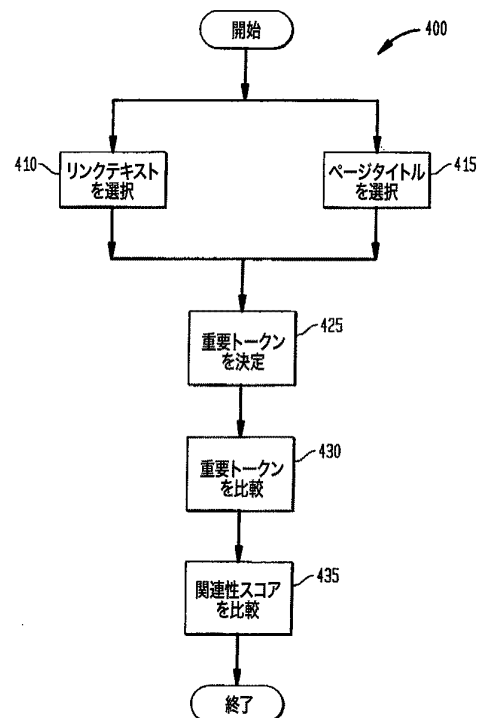 開始
400
410
リンクテキスト
を選択
ページタイトル
を選択
415
425
重要トークン
を決定
430
重要トークン
を比較
435
関連性スコア
を比較
終了